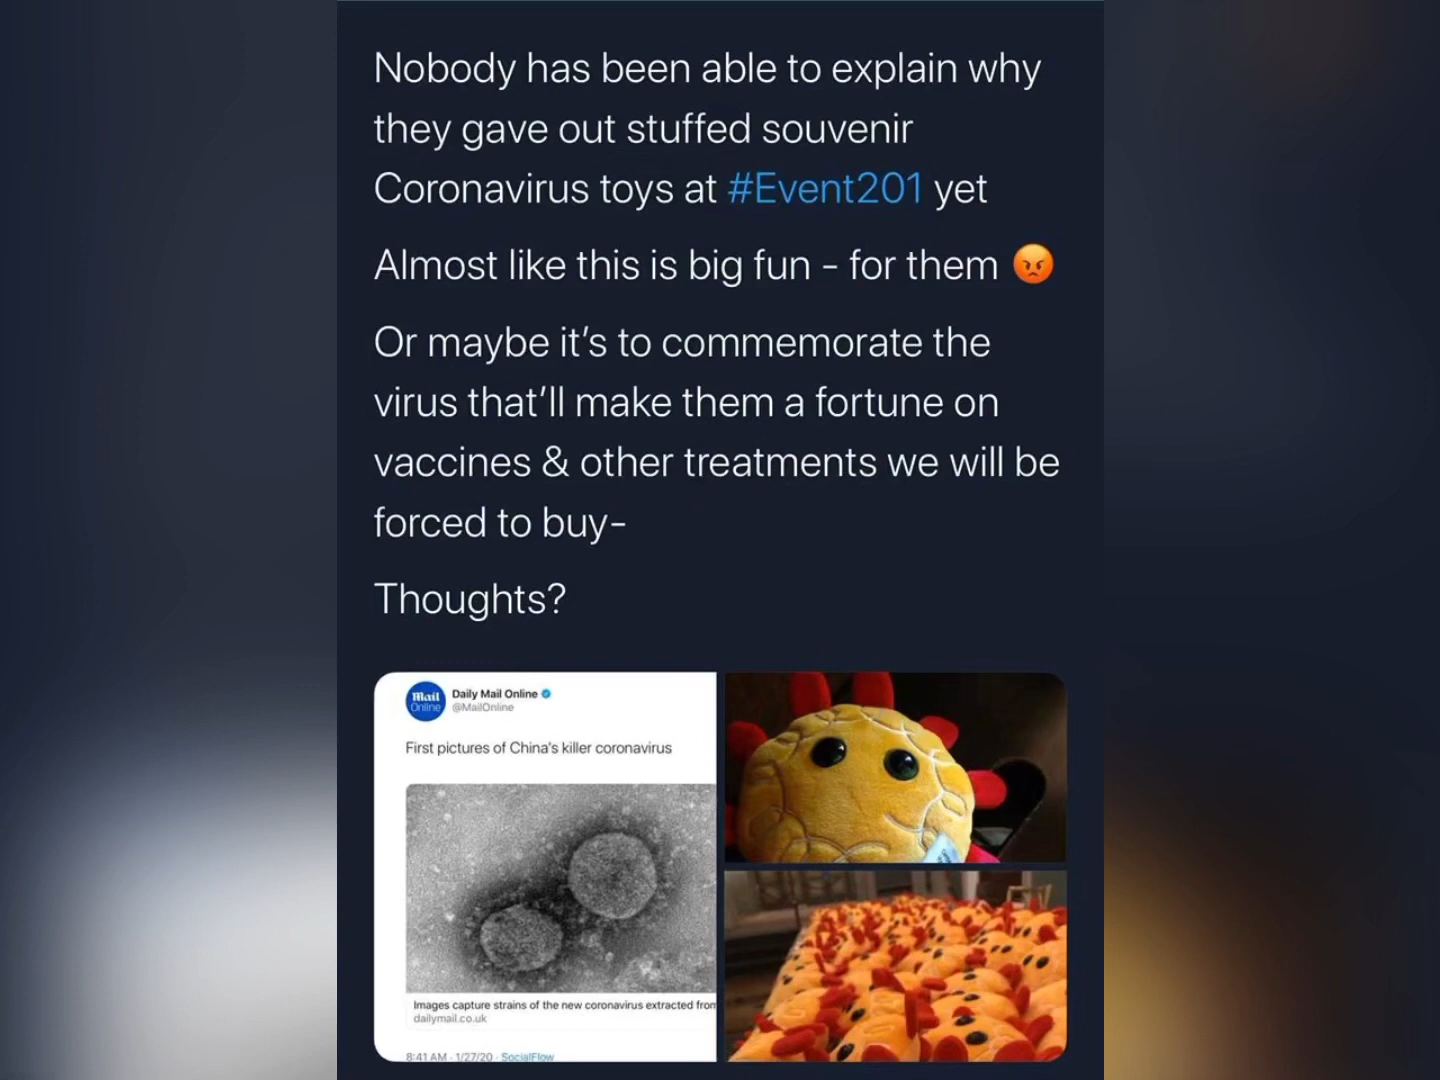 Nobody has been able to explain why
they gave out stuffed souvenir
Coronavirus toys at #Event201 yet
Almost like this is big fun - for them 😡
Or maybe it's to commemorate the
virus that'll make them a fortune on
vaccines & other treatments we will be
forced to buy-
Thoughts?
Mail
Online
Daily Mail Online
@MailOnline
First pictures of China's killer coronavirus
Images capture strains of the new coronavirus extracted from
dailymail.co.uk
8:41 AM · 1/27/20 · SocialFlow